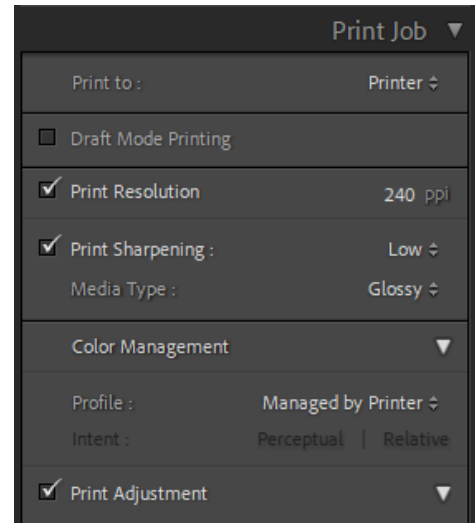 Print Job
Print to : Printer
Draft Mode Printing
Print Resolution 240 ppi
Print Sharpening : Low
Media Type : Glossy
Color Management
Profile : Managed by Printer
Intent : Perceptual | Relative
Print Adjustment